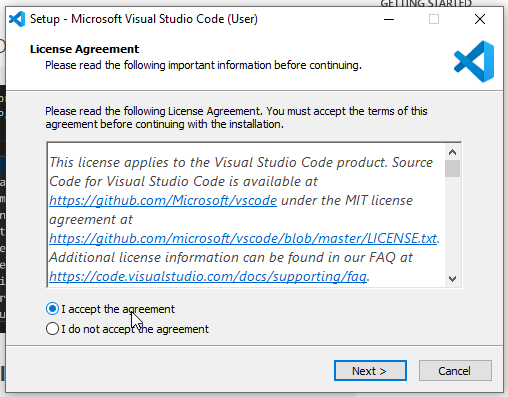 GETTING STARTED
Setup - Microsoft Visual Studio Code (User)
License Agreement
Please read the following important information before continuing.
Please read the following License Agreement. You must accept the terms of this
agreement before continuing with the installation.
This license applies to the Visual Studio Code product. Source
Code for Visual Studio Code is available at
https://github.com/Microsoft/vscode under the MIT license
agreement at
https://github.com/microsoft/vscode/blob/master/LICENSE.txt.
Additional license information can be found in our FAQ at
https://code.visualstudio.com/docs/supporting/faq.
I accept the agreement
I do not accept the agreement
Next >
Cancel